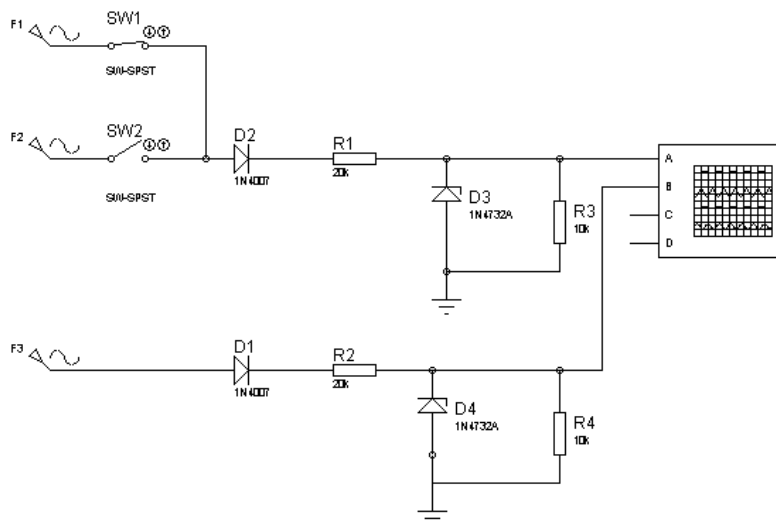 F1
SW1
SW-SPST
F2
SW2
SW-SPST
D2
1N4007
R1
20k
D3
1N4732A
R3
10k
A
B
C
D
F3
D1
1N4007
R2
20k
D4
1N4732A
R4
10k